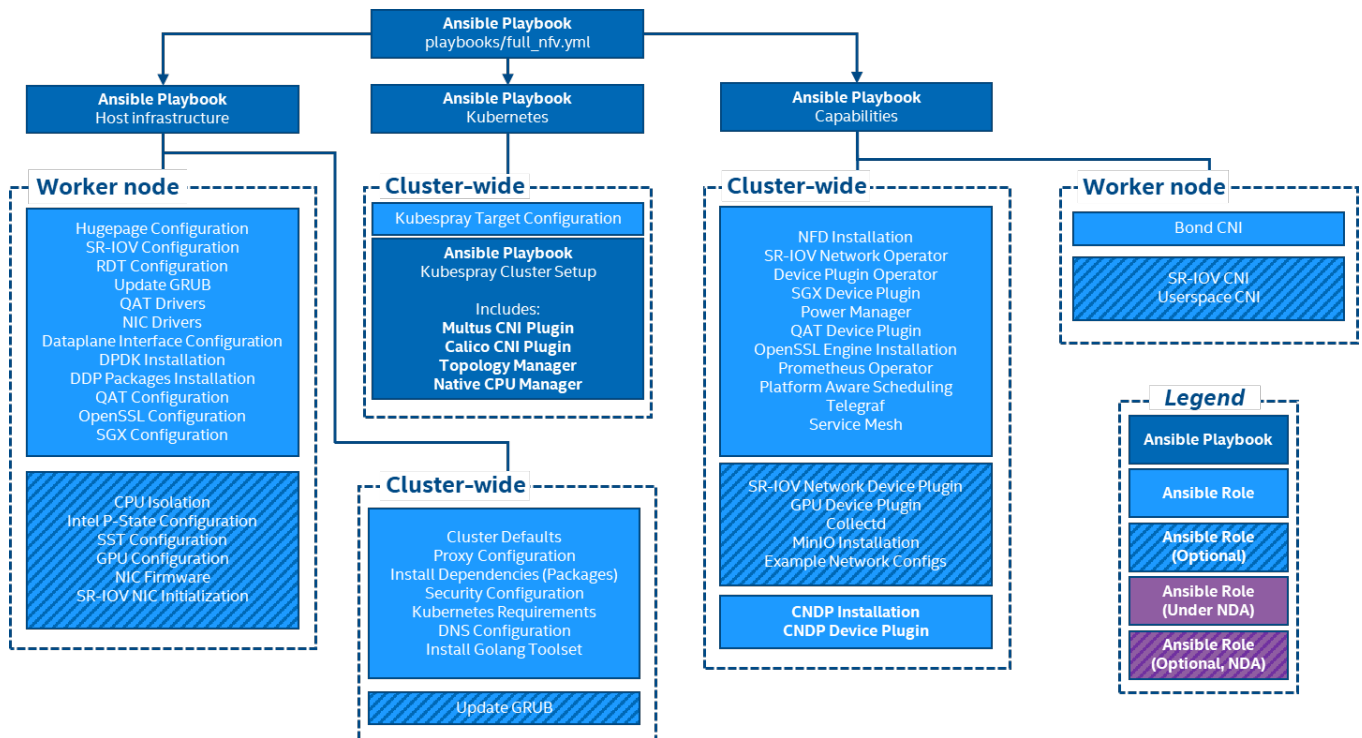 Ansible Playbook
playbooks/full_nfv.yml
Ansible Playbook
Host infrastructure
Ansible Playbook
Kubernetes
Ansible Playbook
Capabilities
Worker node
Hugepage Configuration
SR-IOV Configuration
RDT Configuration
Update GRUB
QAT Drivers
NIC Drivers
Dataplane Interface Configuration
DPDK Installation
DDP Packages Installation
QAT Configuration
OpenSSL Configuration
SGX Configuration
CPU Isolation
Intel P-State Configuration
SST Configuration
GPU Configuration
NIC Firmware
SR-IOV NIC Initialization
Cluster-wide
Kubespray Target Configuration
Ansible Playbook
Kubespray Cluster Setup
Includes:
Multus CNI Plugin
Calico CNI Plugin
Topology Manager
Native CPU Manager
Cluster-wide
Cluster Defaults
Proxy Configuration
Install Dependencies (Packages)
Security Configuration
Kubernetes Requirements
DNS Configuration
Install Golang Toolset
Update GRUB
Cluster-wide
NFD Installation
SR-IOV Network Operator
Device Plugin Operator
SGX Device Plugin
Power Manager
QAT Device Plugin
OpenSSL Engine Installation
Prometheus Operator
Platform Aware Scheduling
Telegraf
Service Mesh
SR-IOV Network Device Plugin
GPU Device Plugin
Collectd
MinIO Installation
Example Network Configs
CNDP Installation
CNDP Device Plugin
Worker node
Bond CNI
SR-IOV CNI
Userspace CNI
Legend
Ansible Playbook
Ansible Role
Ansible Role
(Optional)
Ansible Role
(Under NDA)
Ansible Role
(Optional, NDA)